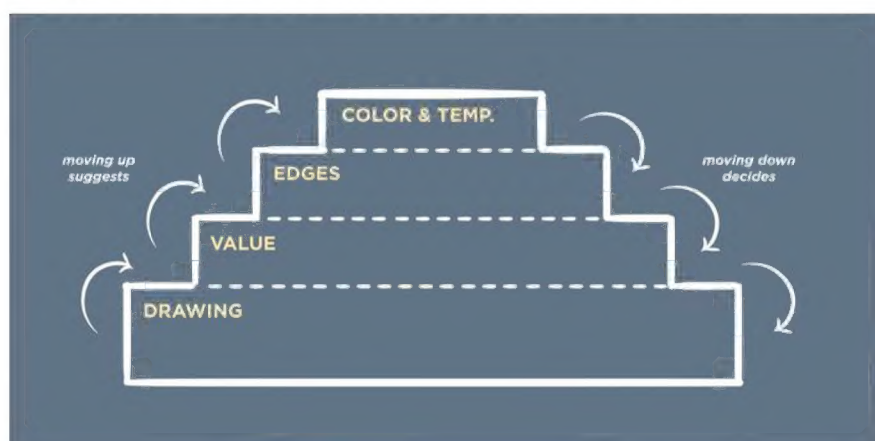 COLOR & TEMP.
EDGES
moving up
suggests
moving down
decides
VALUE
DRAWING